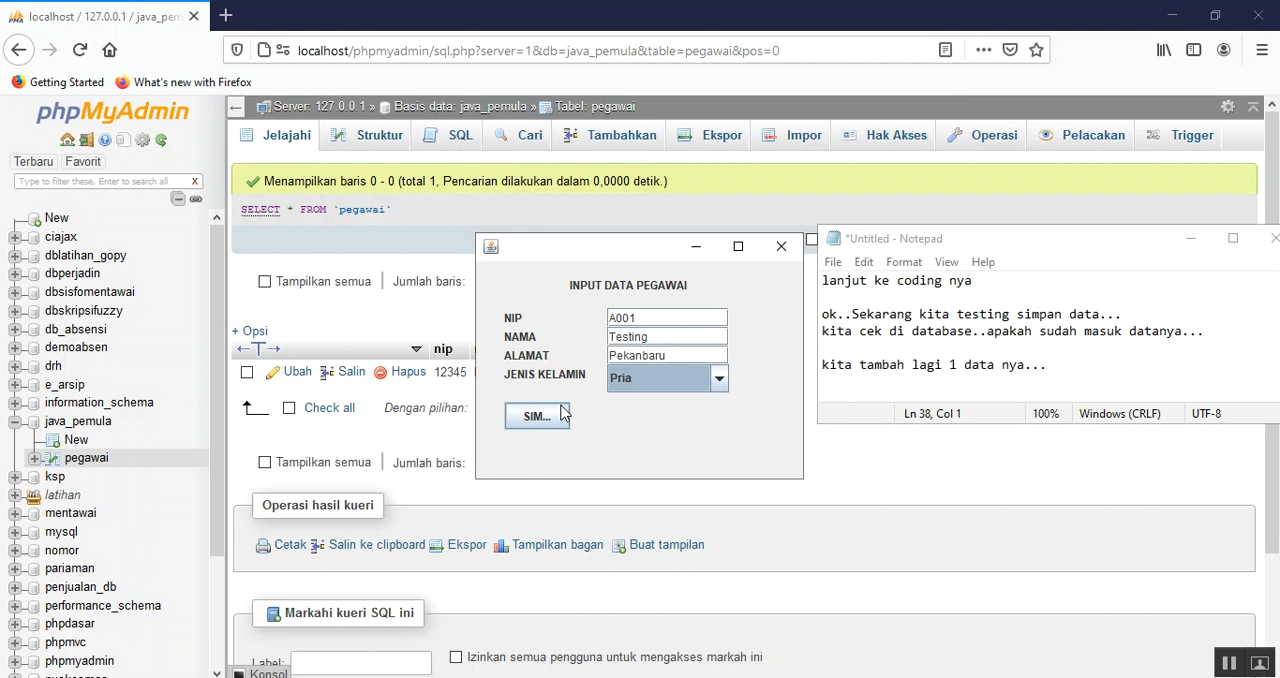 localhost / 127.0.0.1 / java_pem
localhost/phpmyadmin/sql.php?server=1&db=java_pemula&table=pegawai&pos=0
Getting Started What's new with Firefox
phpMyAdmin
Terbaru Favorit
Type to filter these, Enter to search all X
New
ciajax
dblatihan_gopy
dbperjadin
dbsisfomentawai
dbskripsifuzzy
db_absensi
demoabsen
drh
e_arsip
information_schema
java_pemula
New
pegawai
ksp
latihan
mentawai
mysql
nomor
pariaman
penjualan_db
performance_schema
phpdasar
phpmvc
phpmyadmin
Server: 127.0.0.1 » Basis data: java_pemula » Tabel: pegawai
Jelajahi Struktur SQL Cari Tambahkan Ekspor Impor Hak Akses Operasi Pelacakan Trigger
Menampilkan baris 0 - 0 (total 1, Pencarian dilakukan dalam 0,0000 detik.)
SELECT * FROM `pegawai`
Tampilkan semua Jumlah baris:
+ Opsi
←T→ nip
Ubah Salin Hapus 12345
Check all Dengan pilihan:
Tampilkan semua Jumlah baris:
Operasi hasil kueri
Cetak Salin ke clipboard Ekspor Tampilkan bagan Buat tampilan
Markahi kueri SQL ini
Label: Izinkan semua pengguna untuk mengakses markah ini
Konsol
INPUT DATA PEGAWAI
NIP A001
NAMA Testing
ALAMAT Pekanbaru
JENIS KELAMIN Pria
SIM...
*Untitled - Notepad
File Edit Format View Help
lanjut ke coding nya
ok..Sekarang kita testing simpan data...
kita cek di database..apakah sudah masuk datanya...
kita tambah lagi 1 data nya...
Ln 38, Col 1 100% Windows (CRLF) UTF-8